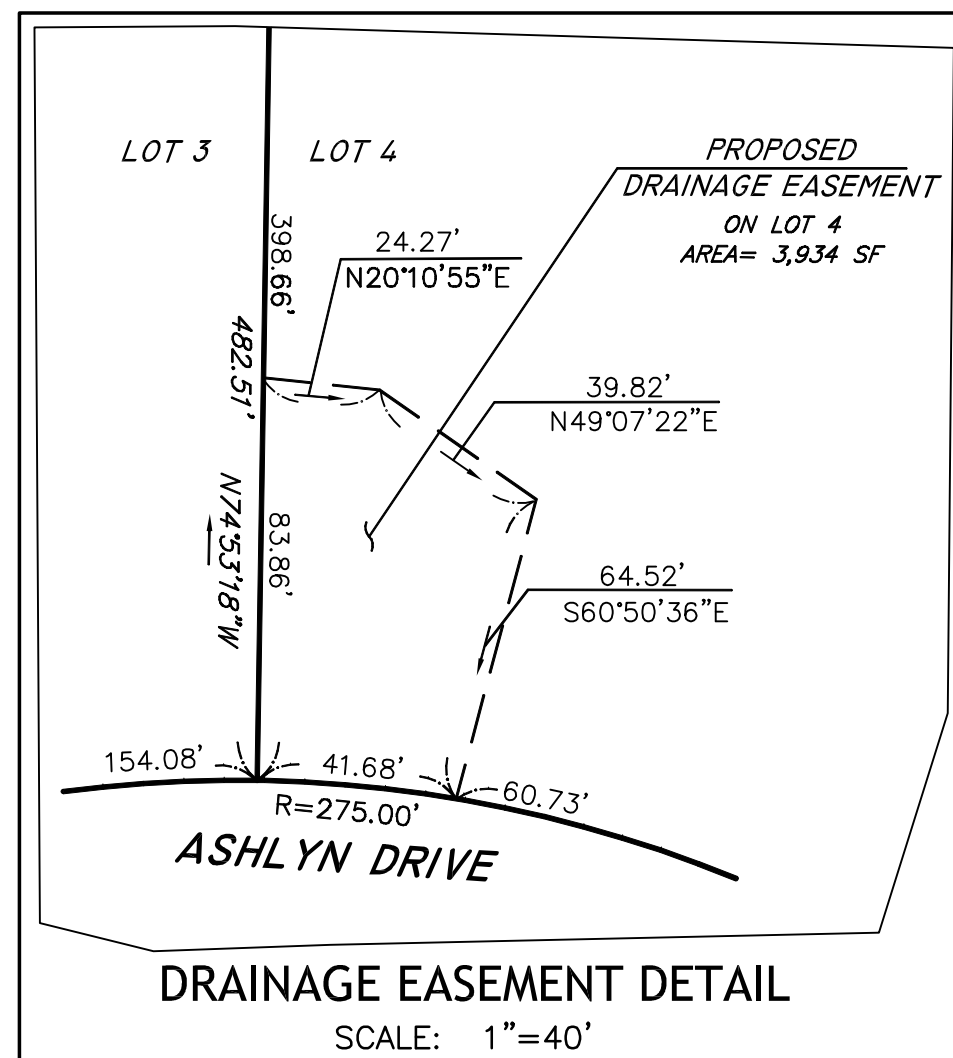 LOT 3
LOT 4
PROPOSED
DRAINAGE EASEMENT
ON LOT 4
AREA= 3,934 SF
398.66'
24.27'
N20°10'55"E
482.51'
39.82'
N49°07'22"E
N74°53'18"W
83.86'
64.52'
S60°50'36"E
154.08'
41.68'
60.73'
R=275.00'
ASHLYN DRIVE
DRAINAGE EASEMENT DETAIL
SCALE: 1"=40'